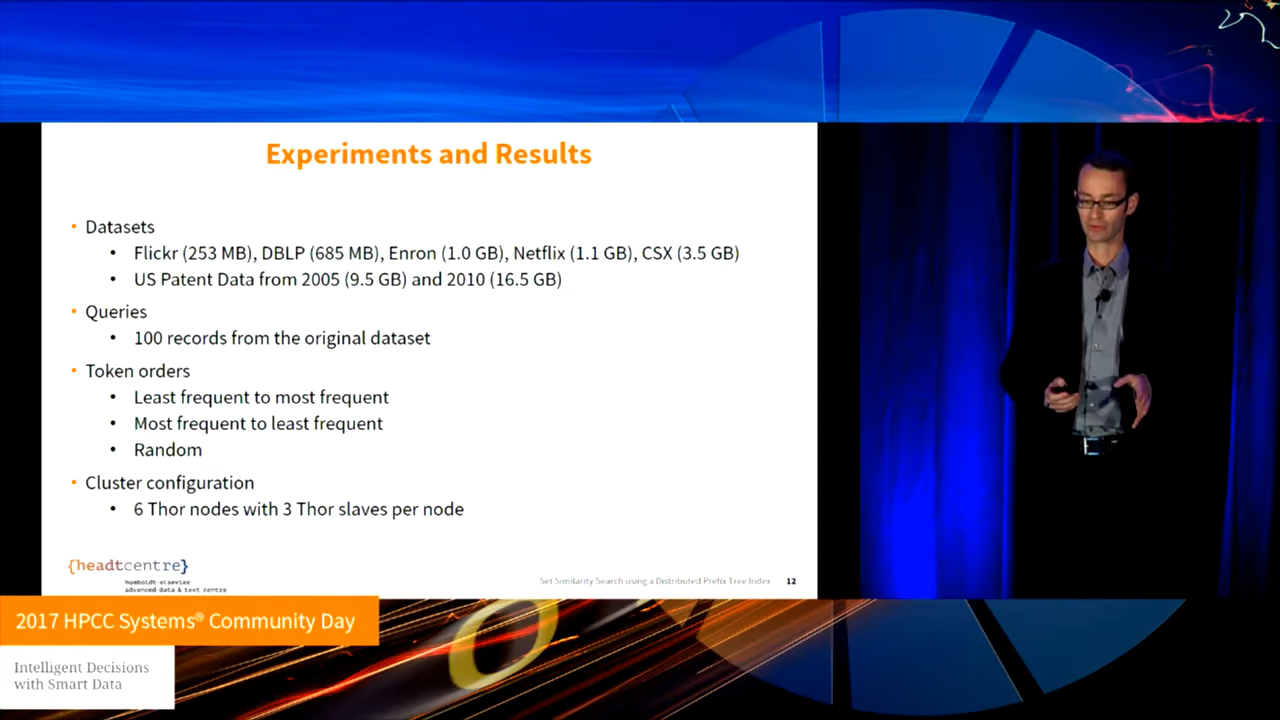 Experiments and Results
• Datasets
• Flickr (253 MB), DBLP (685 MB), Enron (1.0 GB), Netflix (1.1 GB), CSX (3.5 GB)
• US Patent Data from 2005 (9.5 GB) and 2010 (16.5 GB)
• Queries
• 100 records from the original dataset
• Token orders
• Least frequent to most frequent
• Most frequent to least frequent
• Random
• Cluster configuration
• 6 Thor nodes with 3 Thor slaves per node
{headtcentre}
humboldt-elsevier
advanced data & text centre
Set Similarity Search using a Distributed Prefix Tree Index 12
2017 HPCC Systems® Community Day
Intelligent Decisions
with Smart Data